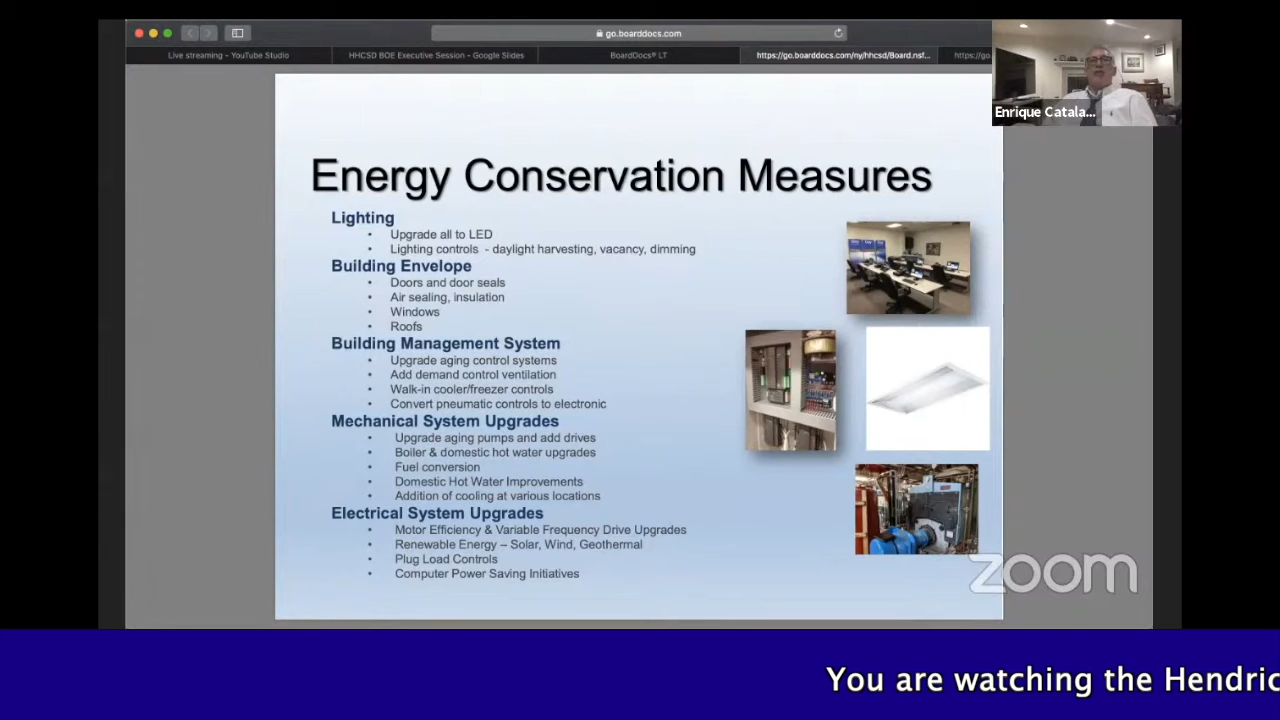 go.boarddocs.com
Live streaming - YouTube Studio
HHCSD BOE Executive Session - Google Slides
BoardDocs® LT
https://go.boarddocs.com/ny/hhcsd/Board.nsf...
https://go.boarddocs
Enrique Catala...
Energy Conservation Measures
Lighting
• Upgrade all to LED
• Lighting controls - daylight harvesting, vacancy, dimming
Building Envelope
• Doors and door seals
• Air sealing, insulation
• Windows
• Roofs
Building Management System
• Upgrade aging control systems
• Add demand control ventilation
• Walk-in cooler/freezer controls
• Convert pneumatic controls to electronic
Mechanical System Upgrades
• Upgrade aging pumps and add drives
• Boiler & domestic hot water upgrades
• Fuel conversion
• Domestic Hot Water Improvements
• Addition of cooling at various locations
Electrical System Upgrades
• Motor Efficiency & Variable Frequency Drive Upgrades
• Renewable Energy – Solar, Wind, Geothermal
• Plug Load Controls
• Computer Power Saving Initiatives
zoom
You are watching the Hendric